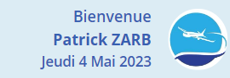 Bienvenue
Patrick ZARB
Jeudi 4 Mai 2023